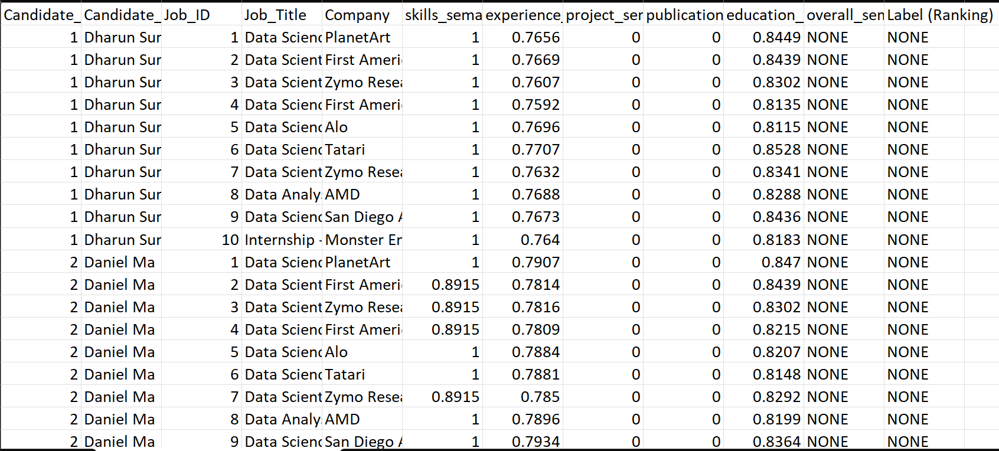 Candidate_ Candidate_ Job_ID Job_Title Company skills_sema experience_ project_sem publication education_ overall_sem Label (Ranking)
1 Dharun Sur 1 Data Scienc PlanetArt 1 0.7656 0 0 0.8449 NONE NONE
1 Dharun Sur 2 Data Scient First Ameri 1 0.7669 0 0 0.8439 NONE NONE
1 Dharun Sur 3 Data Scient Zymo Resea 1 0.7607 0 0 0.8302 NONE NONE
1 Dharun Sur 4 Data Scienc First Ameri 1 0.7592 0 0 0.8135 NONE NONE
1 Dharun Sur 5 Data Scienc Alo 1 0.7696 0 0 0.8115 NONE NONE
1 Dharun Sur 6 Data Scienc Tatari 1 0.7707 0 0 0.8528 NONE NONE
1 Dharun Sur 7 Data Scient Zymo Resea 1 0.7632 0 0 0.8341 NONE NONE
1 Dharun Sur 8 Data Analys AMD 1 0.7688 0 0 0.8288 NONE NONE
1 Dharun Sur 9 Data Scienc San Diego A 1 0.7673 0 0 0.8436 NONE NONE
1 Dharun Sur 10 Internship - Monster En 1 0.764 0 0 0.8183 NONE NONE
2 Daniel Ma 1 Data Scienc PlanetArt 1 0.7907 0 0 0.847 NONE NONE
2 Daniel Ma 2 Data Scient First Ameri 0.8915 0.7814 0 0 0.8439 NONE NONE
2 Daniel Ma 3 Data Scient Zymo Resea 0.8915 0.7816 0 0 0.8302 NONE NONE
2 Daniel Ma 4 Data Scienc First Ameri 0.8915 0.7809 0 0 0.8215 NONE NONE
2 Daniel Ma 5 Data Scienc Alo 1 0.7884 0 0 0.8207 NONE NONE
2 Daniel Ma 6 Data Scienc Tatari 1 0.7881 0 0 0.8148 NONE NONE
2 Daniel Ma 7 Data Scient Zymo Resea 0.8915 0.785 0 0 0.8292 NONE NONE
2 Daniel Ma 8 Data Analys AMD 1 0.7896 0 0 0.8199 NONE NONE
2 Daniel Ma 9 Data Scienc San Diego A 1 0.7934 0 0 0.8364 NONE NONE